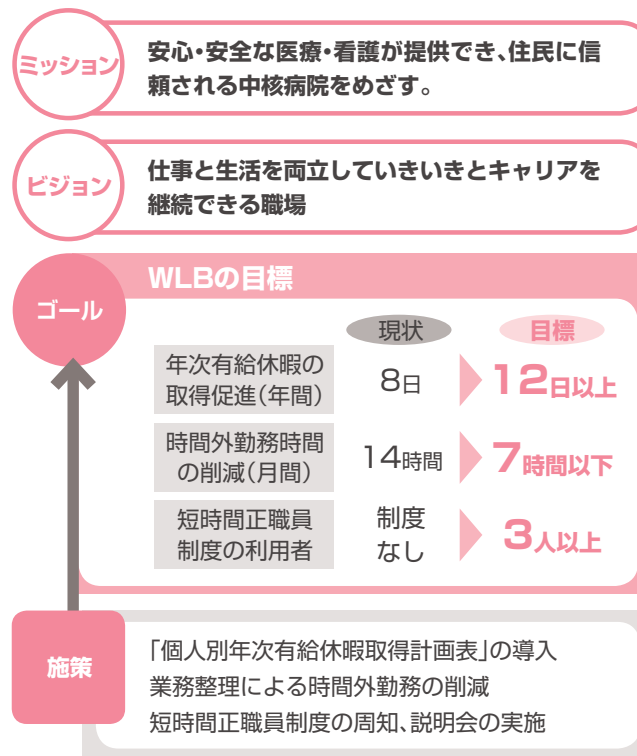 ミッション
安心・安全な医療・看護が提供でき、住民に信
頼される中核病院をめざす。
ビジョン
仕事と生活を両立していきいきとキャリアを
継続できる職場
ゴール
WLBの目標
現状 目標
年次有給休暇の
取得促進(年間)
8日 12日以上
時間外勤務時間
の削減(月間)
14時間 7時間以下
短時間正職員
制度の利用者
制度
なし
3人以上
施策
「個人別年次有給休暇取得計画表」の導入
業務整理による時間外勤務の削減
短時間正職員制度の周知、説明会の実施